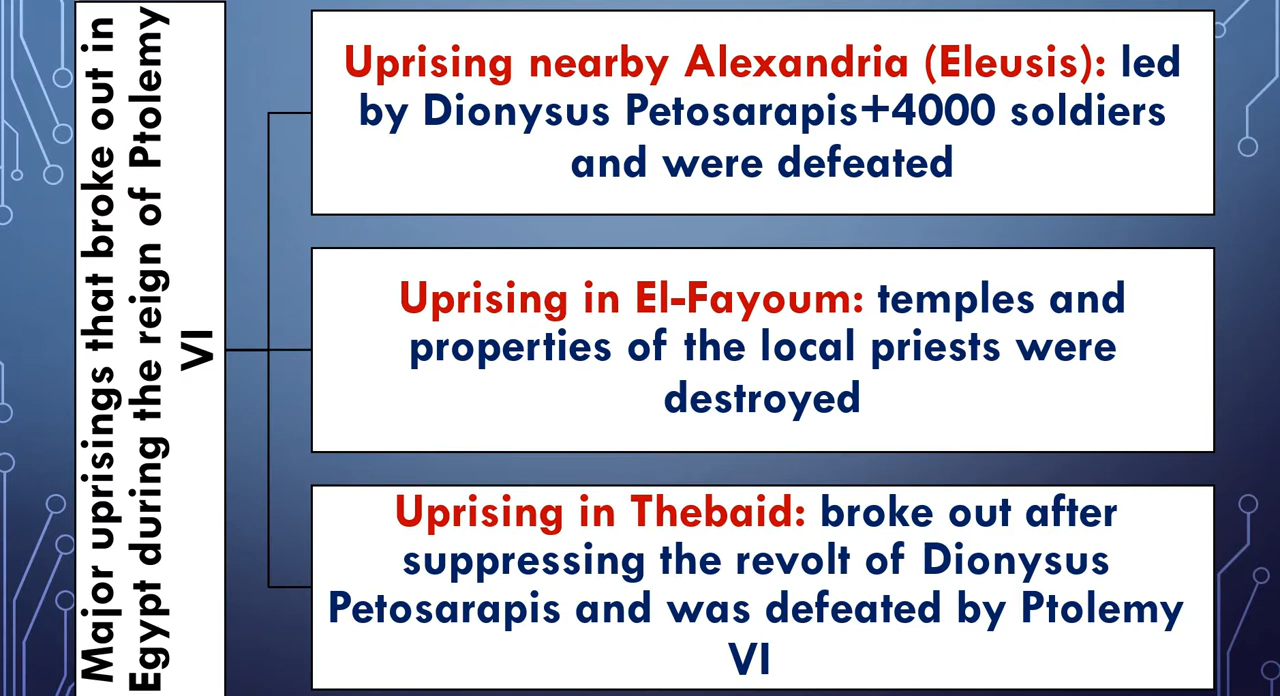 Major uprisings that broke out in
Egypt during the reign of Ptolemy
VI
Uprising nearby Alexandria (Eleusis): led
by Dionysus Petosarapis+4000 soldiers
and were defeated
Uprising in El-Fayoum: temples and
properties of the local priests were
destroyed
Uprising in Thebaid: broke out after
suppressing the revolt of Dionysus
Petosarapis and was defeated by Ptolemy
VI